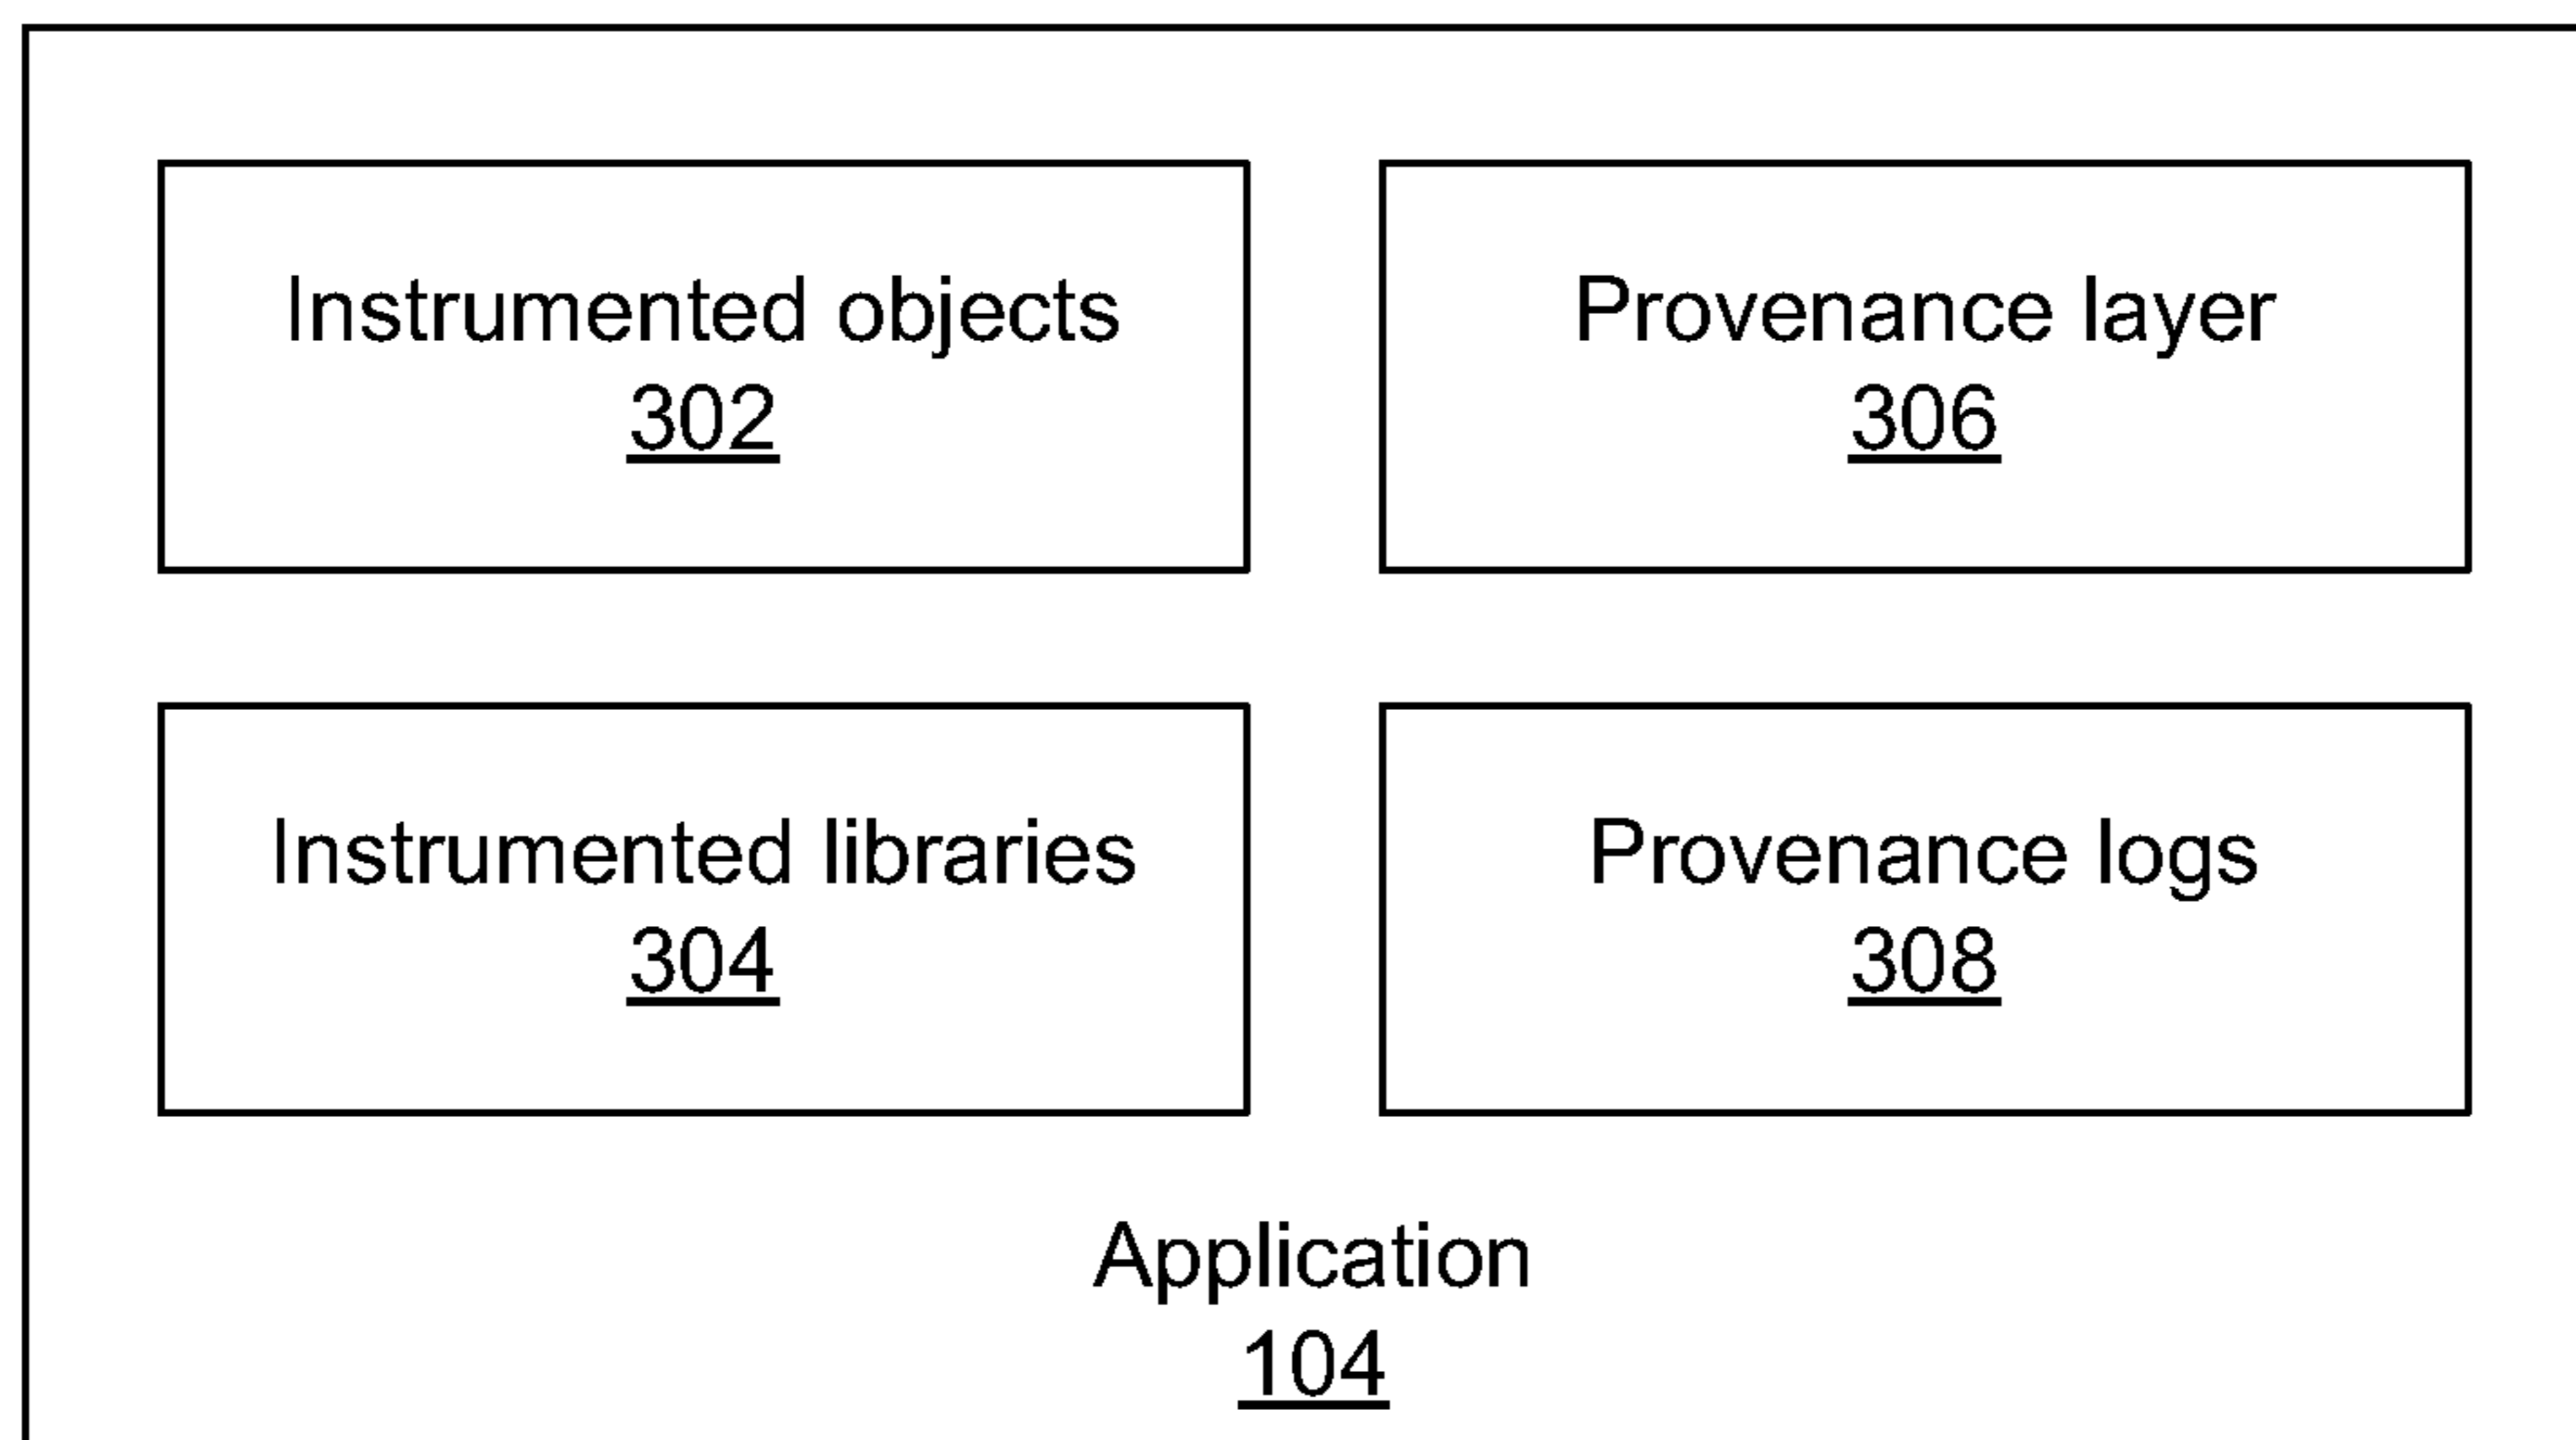 Instrumented objects
302
Provenance layer
306
Instrumented libraries
304
Provenance logs
308
Application
104